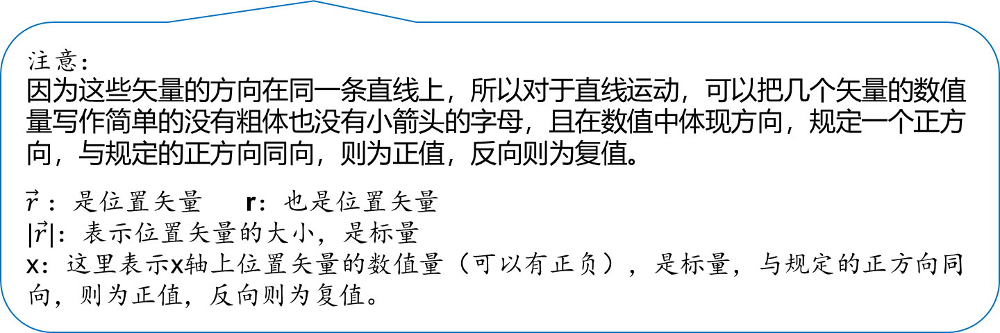 注意：
因为这些矢量的方向在同一条直线上，所以对于直线运动，可以把几个矢量的数值
量写作简单的没有粗体也没有小箭头的字母，且在数值中体现方向，规定一个正方
向，与规定的正方向同向，则为正值，反向则为复值。
r⃗ ：是位置矢量 r：也是位置矢量
|r⃗|：表示位置矢量的大小，是标量
x：这里表示x轴上位置矢量的数值量（可以有正负），是标量，与规定的正方向同
向，则为正值，反向则为复值。